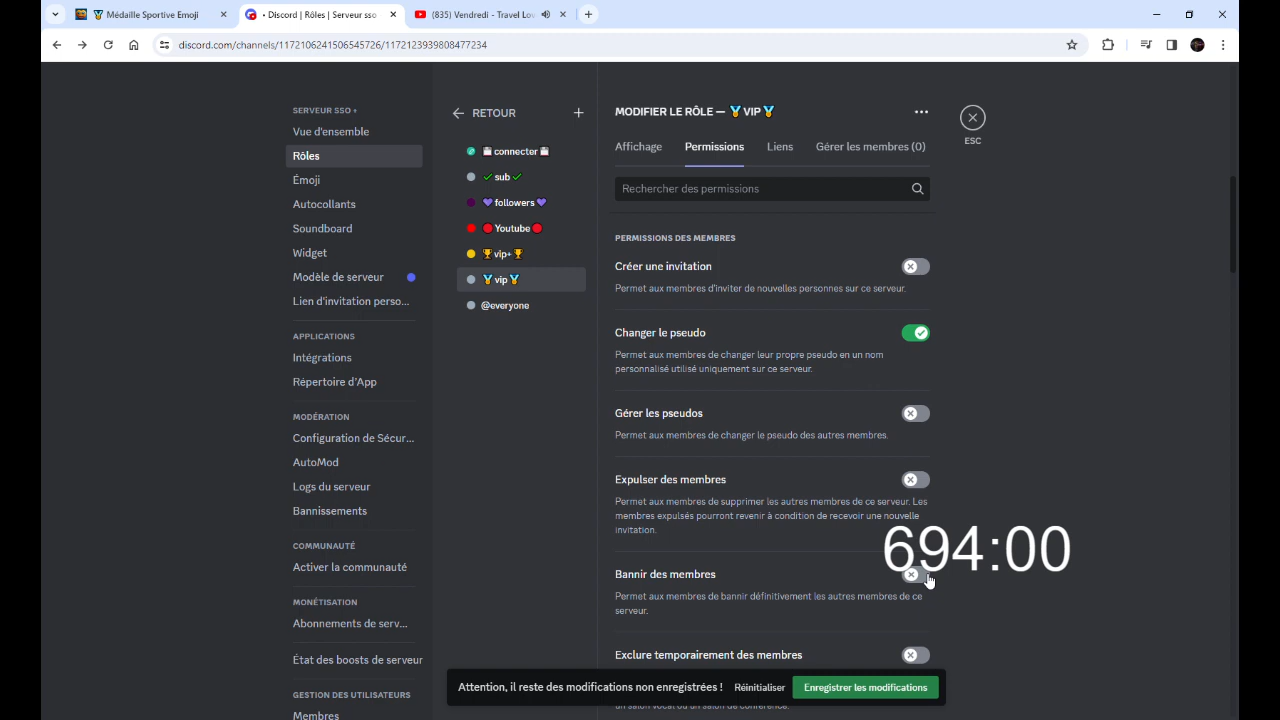 🏅 Médaille Sportive Emoji
• Discord | Rôles | Serveur sso
(835) Vendredi - Travel Lov
discord.com/channels/1172106241506545726/1172123939808477234
SERVEUR SSO +
Vue d'ensemble
Rôles
Émoji
Autocollants
Soundboard
Widget
Modèle de serveur
Lien d'invitation perso...
APPLICATIONS
Intégrations
Répertoire d'App
MODÉRATION
Configuration de Sécur...
AutoMod
Logs du serveur
Bannissements
COMMUNAUTÉ
Activer la communauté
MONÉTISATION
Abonnements de serv...
État des boosts de serveur
GESTION DES UTILISATEURS
Membres
RETOUR
connecter
✅ sub ✅
💜 followers 💜
🔴 Youtube 🔴
🏆 vip+ 🏆
🏅 vip 🏅
@everyone
MODIFIER LE RÔLE — 🏅 VIP 🏅
ESC
Affichage Permissions Liens Gérer les membres (0)
Rechercher des permissions
PERMISSIONS DES MEMBRES
Créer une invitation
Permet aux membres d'inviter de nouvelles personnes sur ce serveur.
Changer le pseudo
Permet aux membres de changer leur propre pseudo en un nom
personnalisé utilisé uniquement sur ce serveur.
Gérer les pseudos
Permet aux membres de changer le pseudo des autres membres.
Expulser des membres
Permet aux membres de supprimer les autres membres de ce serveur. Les
membres expulsés pourront revenir à condition de recevoir une nouvelle
invitation.
694:00
Bannir des membres
Permet aux membres de bannir définitivement les autres membres de ce
serveur.
Exclure temporairement des membres
Attention, il reste des modifications non enregistrées ! Réinitialiser Enregistrer les modifications
un salon vocal ou un salon de conférence.